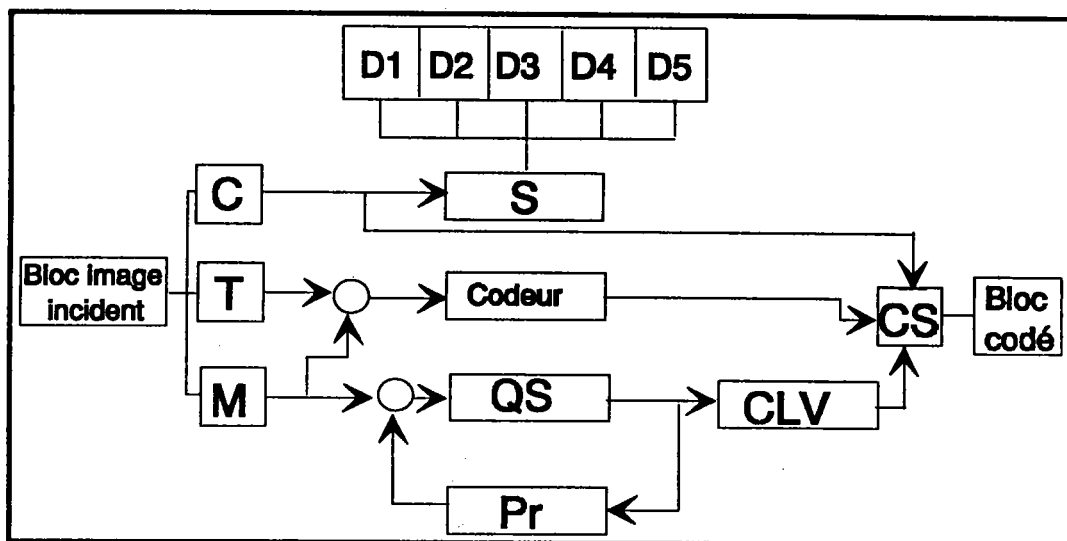 D1 D2 D3 D4 D5
C
S
Bloc image
incident
T
Codeur
CS
Bloc
codé
M
QS
CLV
Pr